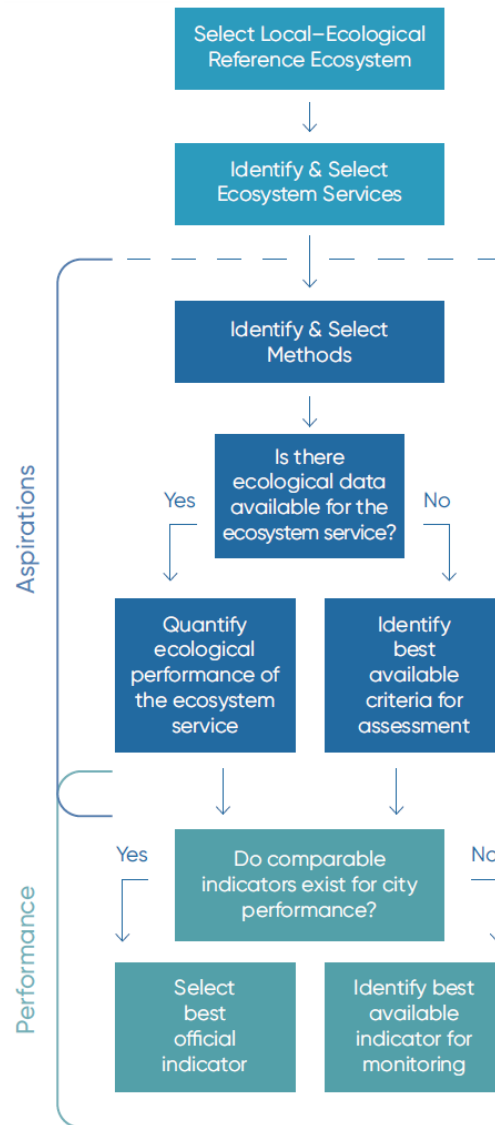 Select Local–Ecological
Reference Ecosystem
Identify & Select
Ecosystem Services
Aspirations
Identify & Select
Methods
Is there
ecological data
available for the
ecosystem service?
Yes
No
Quantify
ecological
performance of
the ecosystem
service
Identify
best
available
criteria for
assessment
Performance
Yes
Do comparable
indicators exist for city
performance?
No
Select
best
official
indicator
Identify best
available
indicator for
monitoring